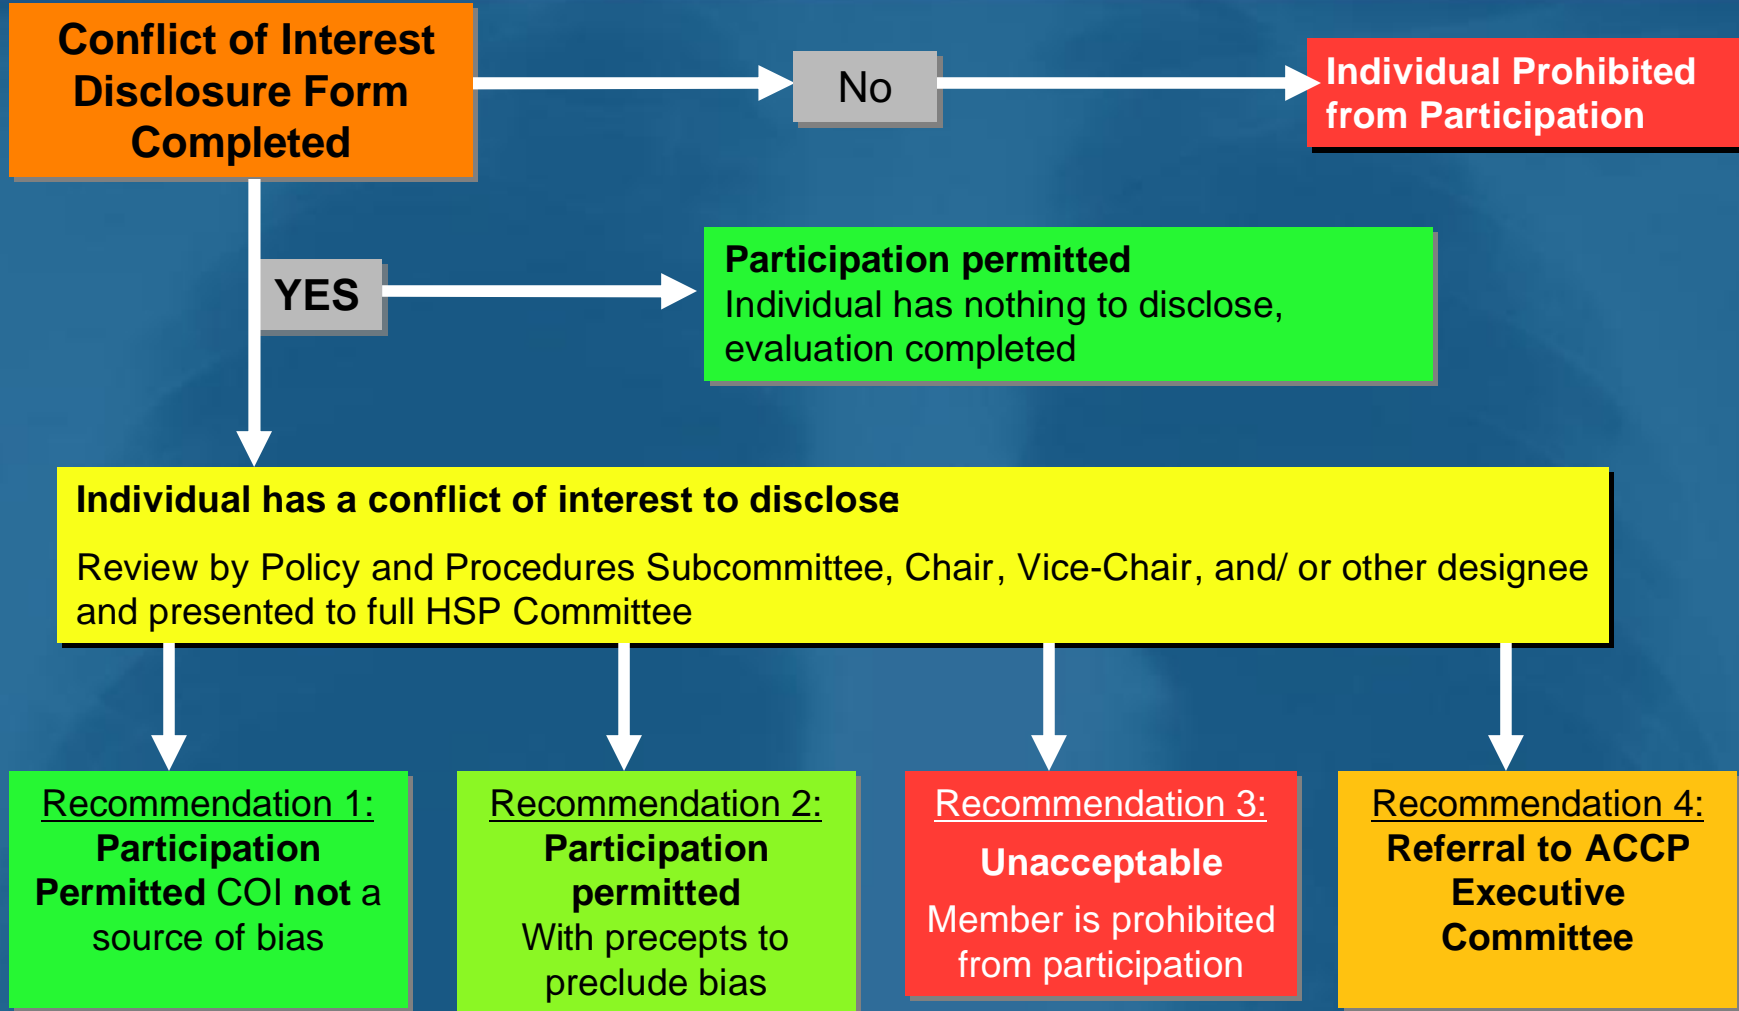 Conflict of Interest
Disclosure Form
Completed
No
Individual Prohibited
from Participation
YES
Participation permitted
Individual has nothing to disclose,
evaluation completed
Individual has a conflict of interest to disclose:
Review by Policy and Procedures Subcommittee, Chair, Vice-Chair, and/ or other designee
and presented to full HSP Committee
Recommendation 1:
Participation
Permitted COI not a
source of bias
Recommendation 2:
Participation
permitted
With precepts to
preclude bias
Recommendation 3:
Unacceptable
Member is prohibited
from participation
Recommendation 4:
Referral to ACCP
Executive
Committee